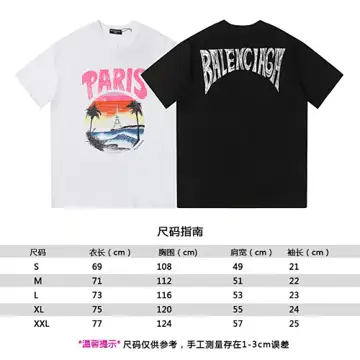 PARIS
BALENCIAGA
尺码指南
尺码 衣长（cm） 胸围(cm) 肩宽（cm） 袖长（cm）
S 69 108 49 21
M 71 112 51 22
L 73 116 53 23
XL 75 120 55 24
XXL 77 124 57 25
*温馨提示* 尺码仅供参考，手工测量存在1-3cm误差